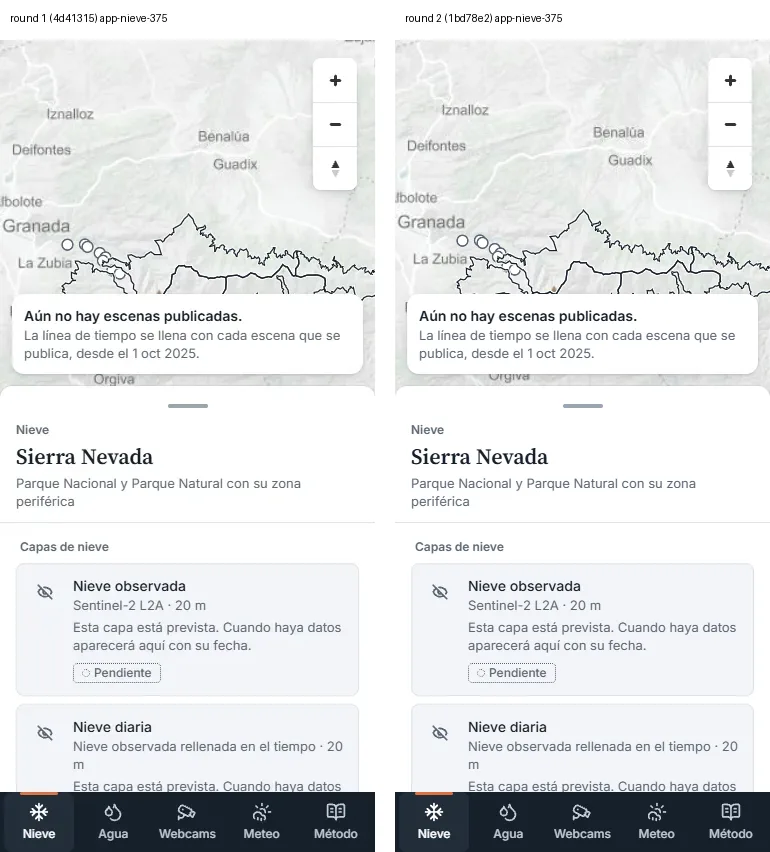 round 1 (4d41315) app-nieve-375
Iznalloz
Benalúa
Deifontes
Guadix
lbolote
Granada
La Zubia
Aún no hay escenas publicadas.
La línea de tiempo se llena con cada escena que se
publica, desde el 1 oct 2025.
Orgiva
Nieve
Sierra Nevada
Parque Nacional y Parque Natural con su zona
periférica
Capas de nieve
Nieve observada
Sentinel-2 L2A · 20 m
Esta capa está prevista. Cuando haya datos
aparecerá aquí con su fecha.
Pendiente
Nieve diaria
Nieve observada rellenada en el tiempo · 20
m
Esta capa está prevista. Cuando haya datos
Nieve
Agua
Webcams
Meteo
Método
round 2 (1bd78e2) app-nieve-375
Iznalloz
Benalúa
Deifontes
Guadix
lbolote
Granada
La Zubia
Aún no hay escenas publicadas.
La línea de tiempo se llena con cada escena que se
publica, desde el 1 oct 2025.
Orgiva
Nieve
Sierra Nevada
Parque Nacional y Parque Natural con su zona
periférica
Capas de nieve
Nieve observada
Sentinel-2 L2A · 20 m
Esta capa está prevista. Cuando haya datos
aparecerá aquí con su fecha.
Pendiente
Nieve diaria
Nieve observada rellenada en el tiempo · 20
m
Esta capa está prevista. Cuando haya datos
Nieve
Agua
Webcams
Meteo
Método